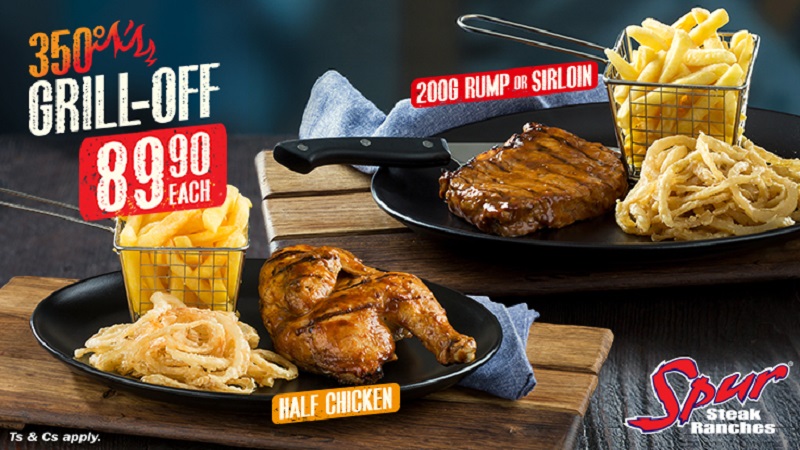 350°
GRILL-OFF
89.90
EACH
200G RUMP OR SIRLOIN
HALF CHICKEN
Spur
Steak
Ranches
Ts & Cs apply.